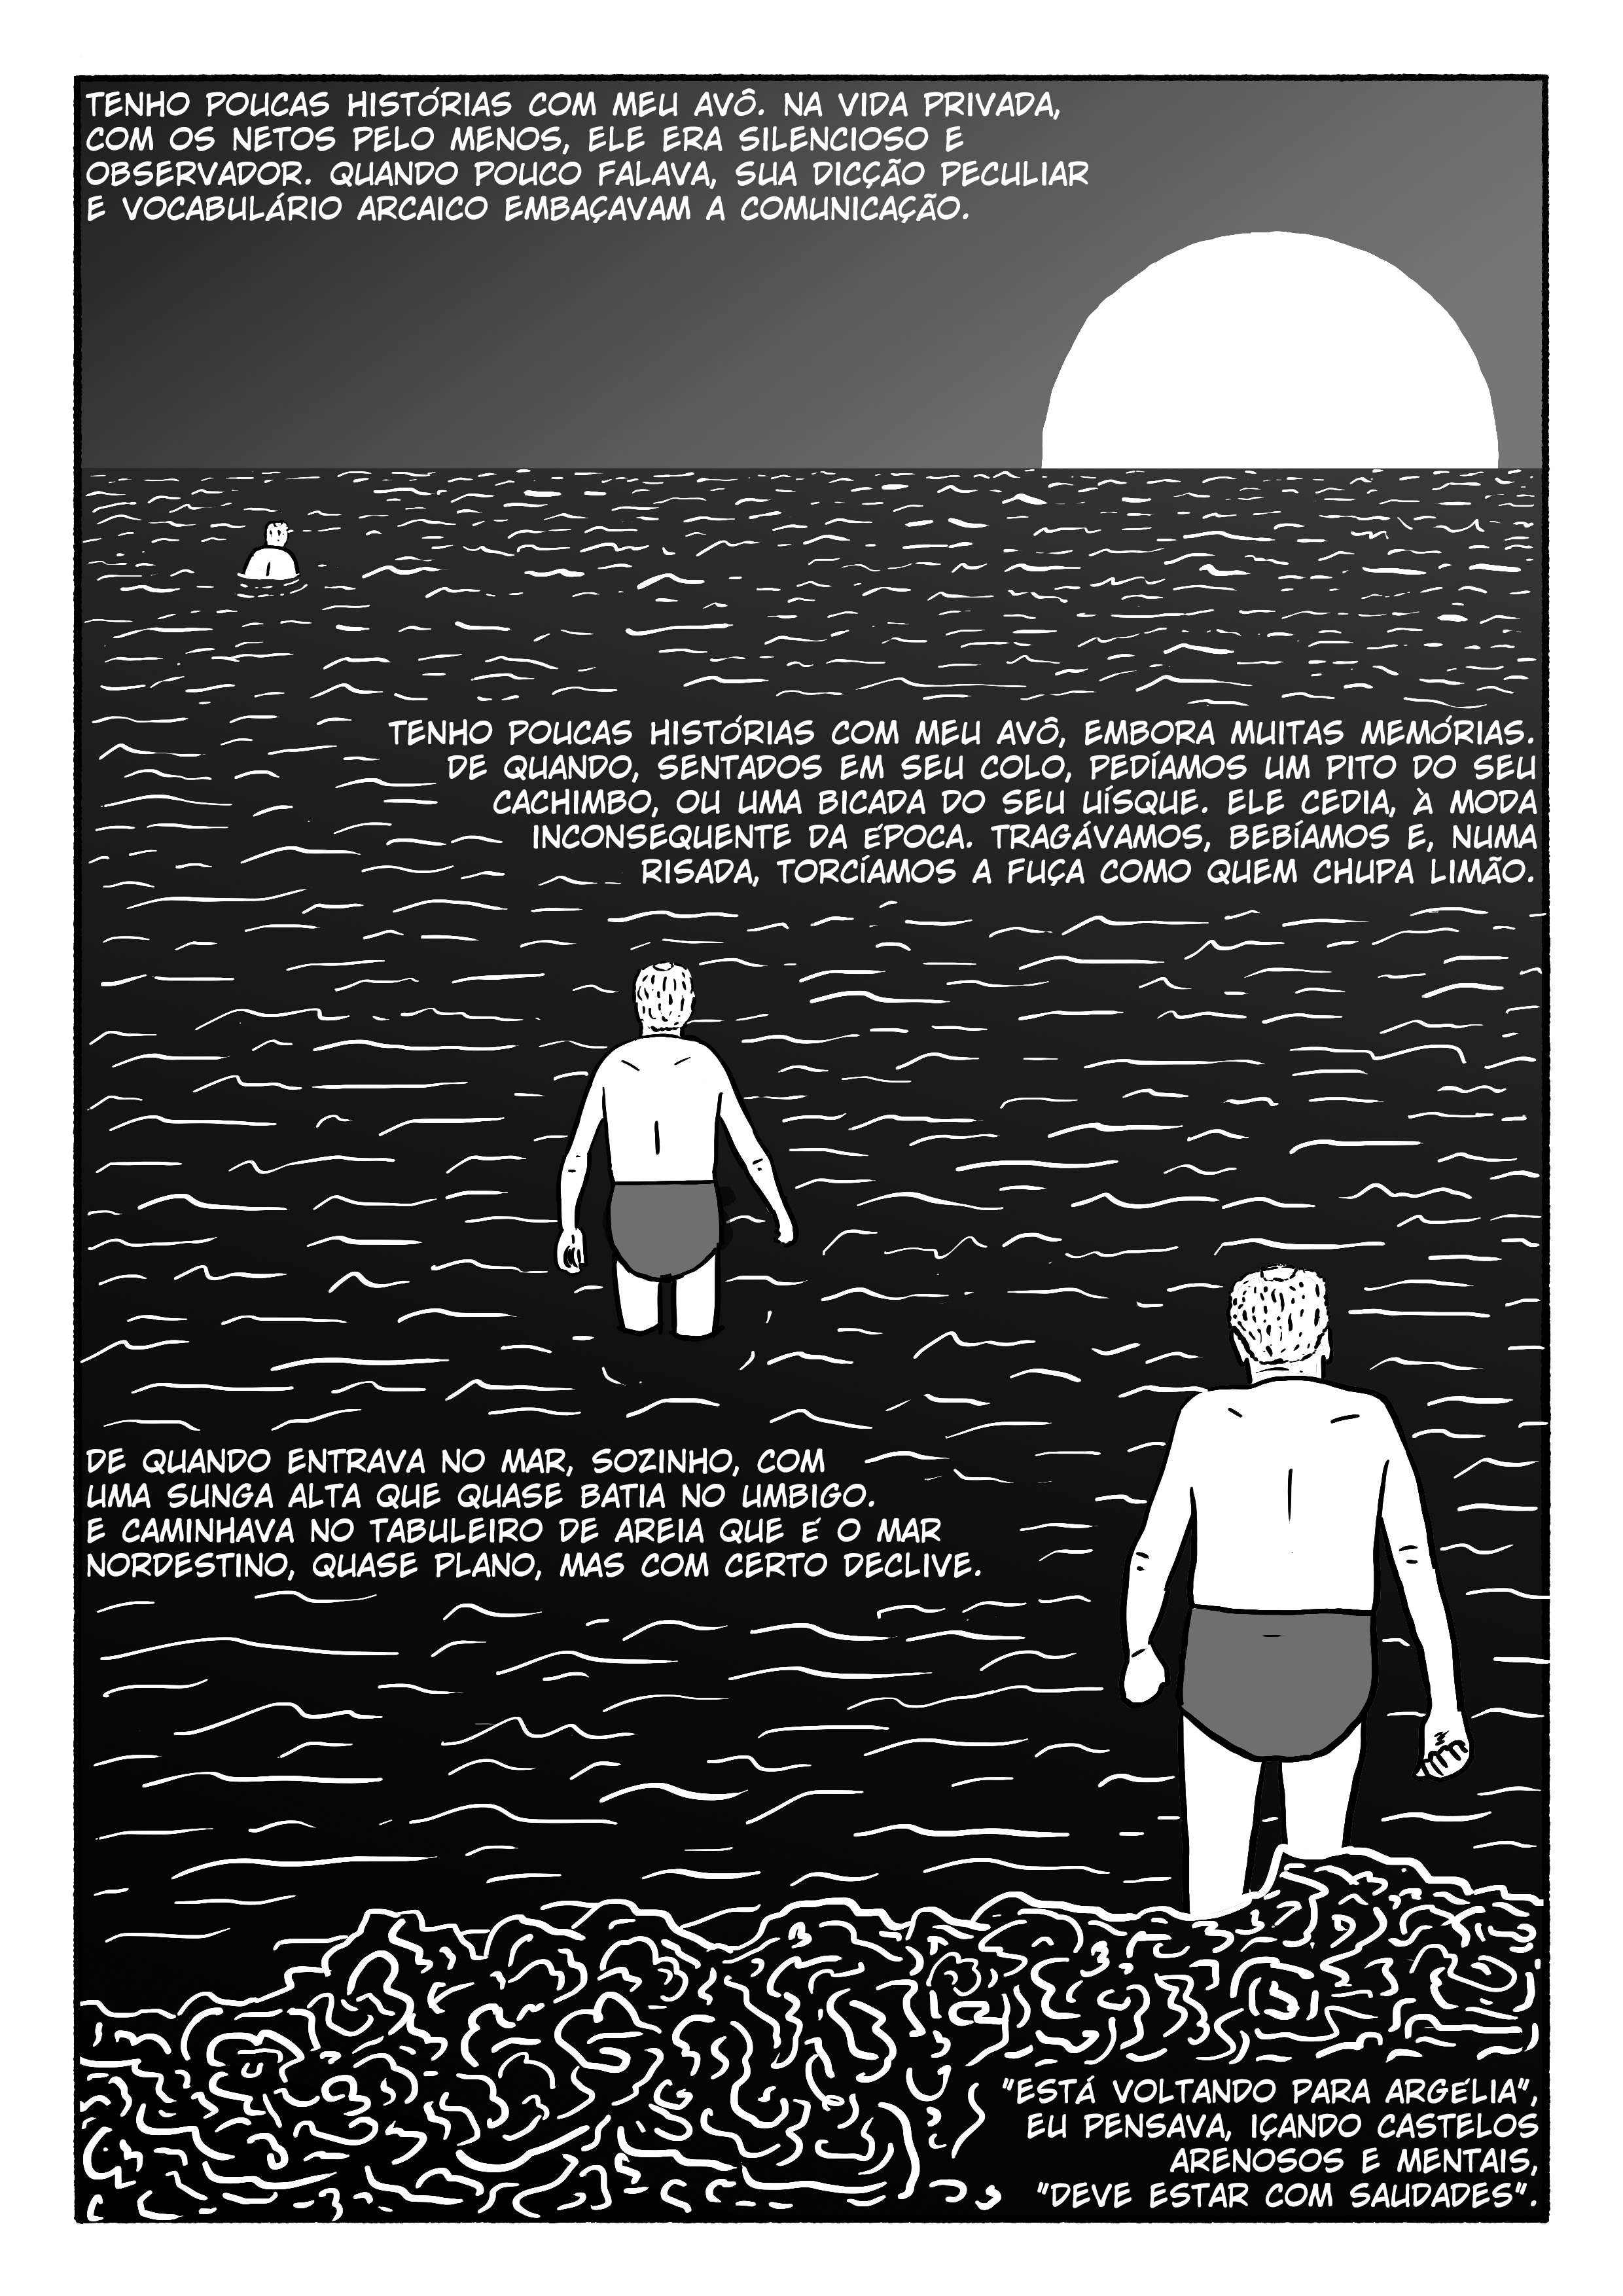 TENHO POUCAS HISTÓRIAS COM MEU AVÔ. NA VIDA PRIVADA,
COM OS NETOS PELO MENOS, ELE ERA SILENCIOSO E
OBSERVADOR. QUANDO POUCO FALAVA, SUA DICÇÃO PECULIAR
E VOCABULÁRIO ARCAICO EMBAÇAVAM A COMUNICAÇÃO.
TENHO POUCAS HISTÓRIAS COM MEU AVÔ, EMBORA MUITAS MEMÓRIAS.
DE QUANDO, SENTADOS EM SEU COLO, PEDÍAMOS UM PITO DO SEU
CACHIMBO, OU UMA BICADA DO SEU UÍSQUE. ELE CEDIA, À MODA
INCONSEQUENTE DA ÉPOCA. TRAGÁVAMOS, BEBÍAMOS E, NUMA
RISADA, TORCÍAMOS A FUÇA COMO QUEM CHUPA LIMÃO.
DE QUANDO ENTRAVA NO MAR, SOZINHO, COM
UMA SUNGA ALTA QUE QUASE BATIA NO UMBIGO.
E CAMINHAVA NO TABULEIRO DE AREIA QUE É O MAR
NORDESTINO, QUASE PLANO, MAS COM CERTO DECLIVE.
"ESTÁ VOLTANDO PARA ARGÉLIA",
EU PENSAVA, IÇANDO CASTELOS
ARENOSOS E MENTAIS,
"DEVE ESTAR COM SAUDADES".